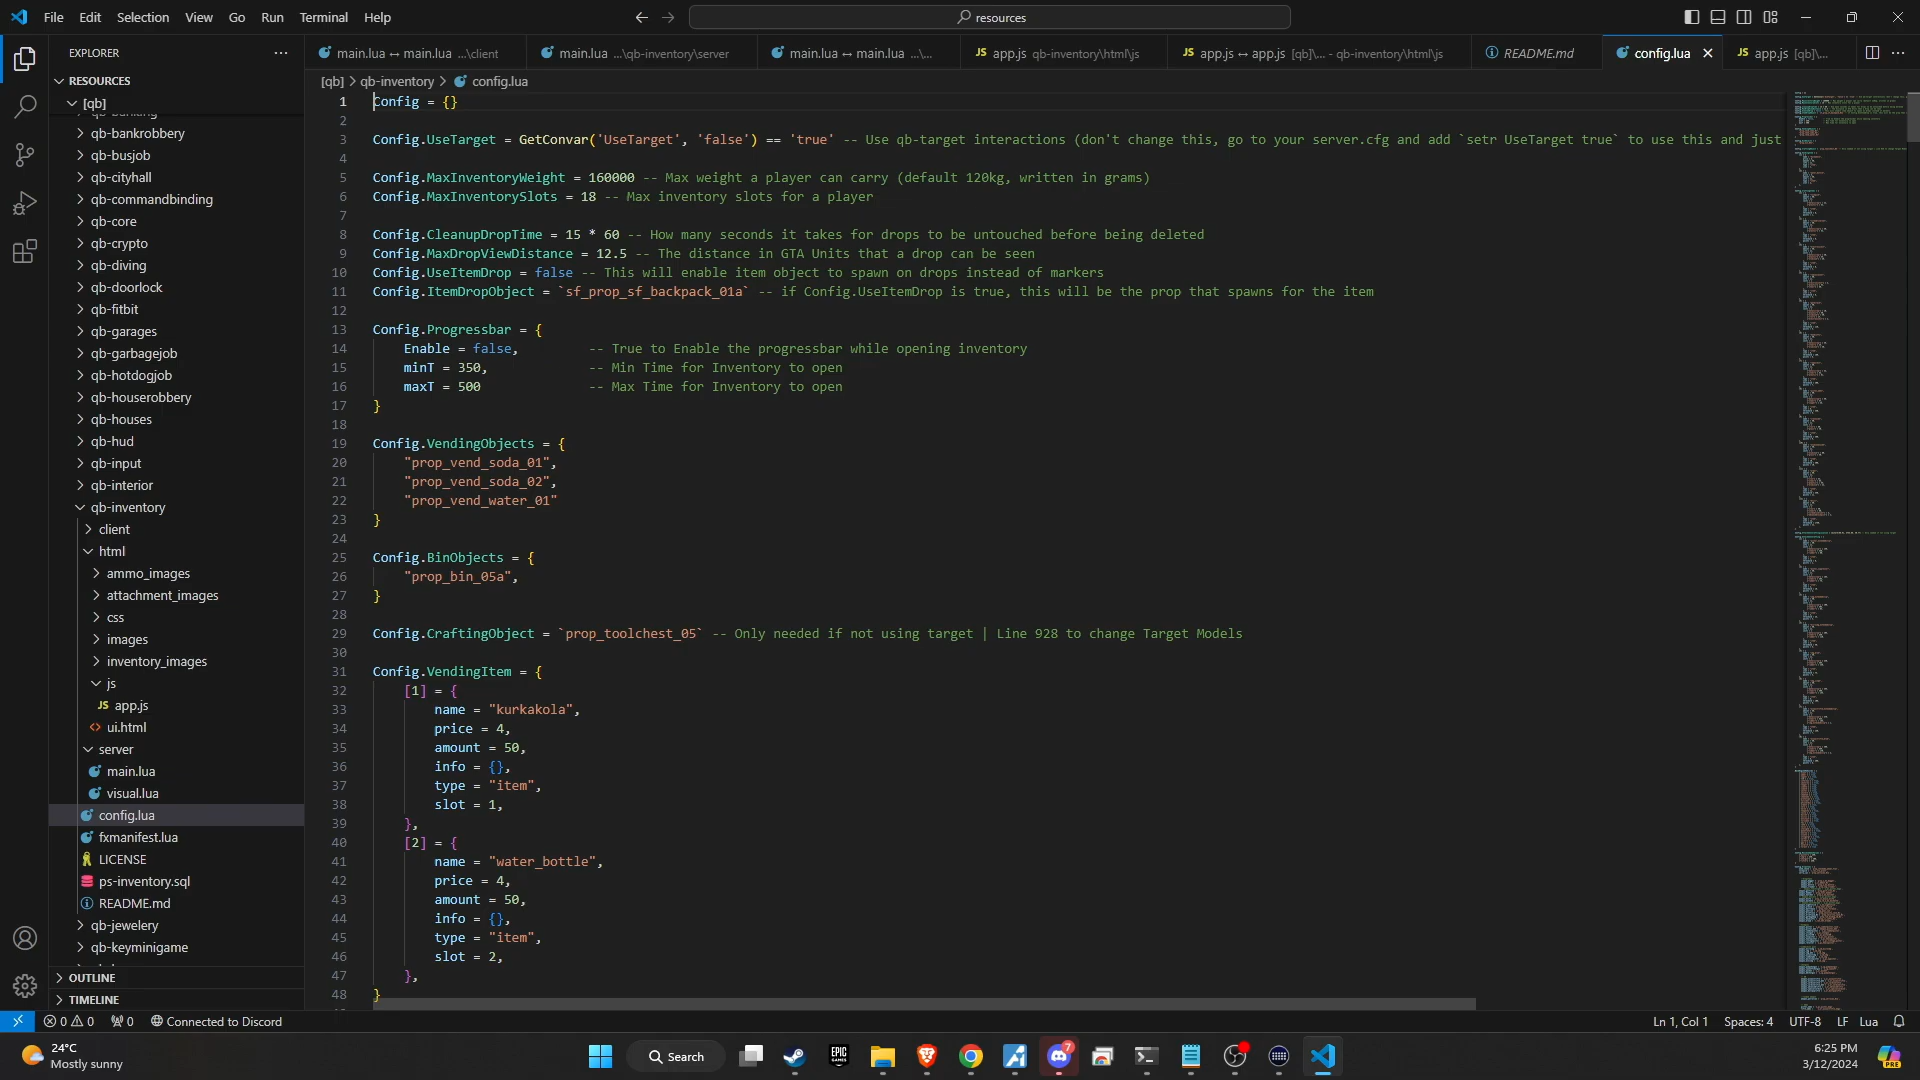 File Edit Selection View Go Run Terminal Help
resources
EXPLORER
main.lua ↔ main.lua ...\client
main.lua ...\qb-inventory\server
main.lua ↔ main.lua ...\...
JS app.js qb-inventory\html\js
JS app.js ↔ app.js [qb]\... - qb-inventory\html\js
README.md
config.lua
JS app.js [qb]\...
RESOURCES
[qb]
qb-bankrobbery
qb-busjob
qb-cityhall
qb-commandbinding
qb-core
qb-crypto
qb-diving
qb-doorlock
qb-fitbit
qb-garages
qb-garbagejob
qb-hotdogjob
qb-houserobbery
qb-houses
qb-hud
qb-input
qb-interior
qb-inventory
client
html
ammo_images
attachment_images
css
images
inventory_images
js
JS app.js
<> ui.html
server
main.lua
visual.lua
config.lua
fxmanifest.lua
LICENSE
ps-inventory.sql
README.md
qb-jewelery
qb-keyminigame
OUTLINE
TIMELINE
[qb] > qb-inventory > config.lua
1 Config = {}
2
3 Config.UseTarget = GetConvar('UseTarget', 'false') == 'true' -- Use qb-target interactions (don't change this, go to your server.cfg and add `setr UseTarget true` to use this and just
4
5 Config.MaxInventoryWeight = 160000 -- Max weight a player can carry (default 120kg, written in grams)
6 Config.MaxInventorySlots = 18 -- Max inventory slots for a player
7
8 Config.CleanupDropTime = 15 * 60 -- How many seconds it takes for drops to be untouched before being deleted
9 Config.MaxDropViewDistance = 12.5 -- The distance in GTA Units that a drop can be seen
10 Config.UseItemDrop = false -- This will enable item object to spawn on drops instead of markers
11 Config.ItemDropObject = `sf_prop_sf_backpack_01a` -- if Config.UseItemDrop is true, this will be the prop that spawns for the item
12
13 Config.Progressbar = {
14 Enable = false, -- True to Enable the progressbar while opening inventory
15 minT = 350, -- Min Time for Inventory to open
16 maxT = 500 -- Max Time for Inventory to open
17 }
18
19 Config.VendingObjects = {
20 "prop_vend_soda_01",
21 "prop_vend_soda_02",
22 "prop_vend_water_01"
23 }
24
25 Config.BinObjects = {
26 "prop_bin_05a",
27 }
28
29 Config.CraftingObject = `prop_toolchest_05` -- Only needed if not using target | Line 928 to change Target Models
30
31 Config.VendingItem = {
32 [1] = {
33 name = "kurkakola",
34 price = 4,
35 amount = 50,
36 info = {},
37 type = "item",
38 slot = 1,
39 },
40 [2] = {
41 name = "water_bottle",
42 price = 4,
43 amount = 50,
44 info = {},
45 type = "item",
46 slot = 2,
47 },
48 }
0 0 0 Connected to Discord
Ln 1, Col 1 Spaces: 4 UTF-8 LF Lua
24°C
Mostly sunny
Search
EPIC GAMES
7
6:25 PM
3/12/2024
PRE